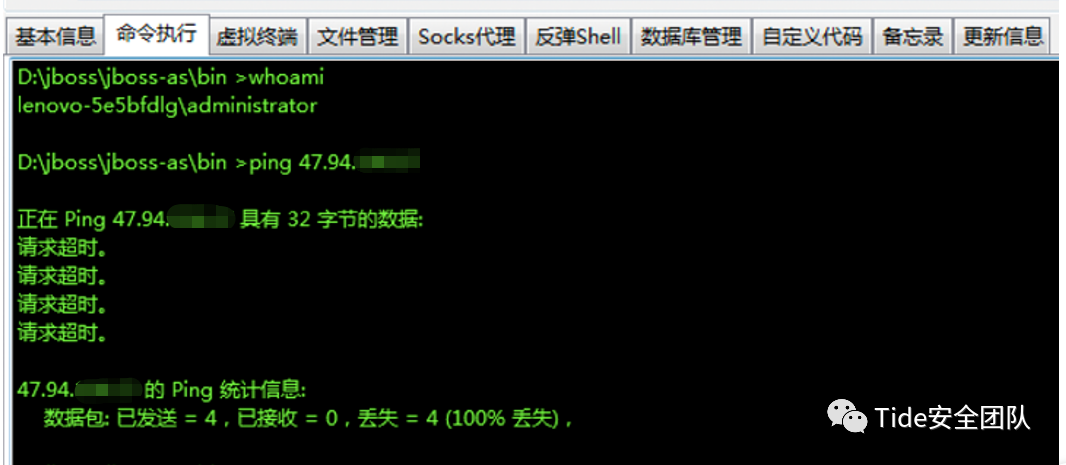 基本信息 命令执行 虚拟终端 文件管理 Socks代理 反弹Shell 数据库管理 自定义代码 备忘录 更新信息
D:\jboss\jboss-as\bin >whoami
lenovo-5e5bfdlg\administrator
D:\jboss\jboss-as\bin >ping 47.94.
正在 Ping 47.94. 具有 32 字节的数据:
请求超时。
请求超时。
请求超时。
请求超时。
47.94. 的 Ping 统计信息:
数据包: 已发送 = 4，已接收 = 0，丢失 = 4 (100% 丢失)，
Tide安全团队